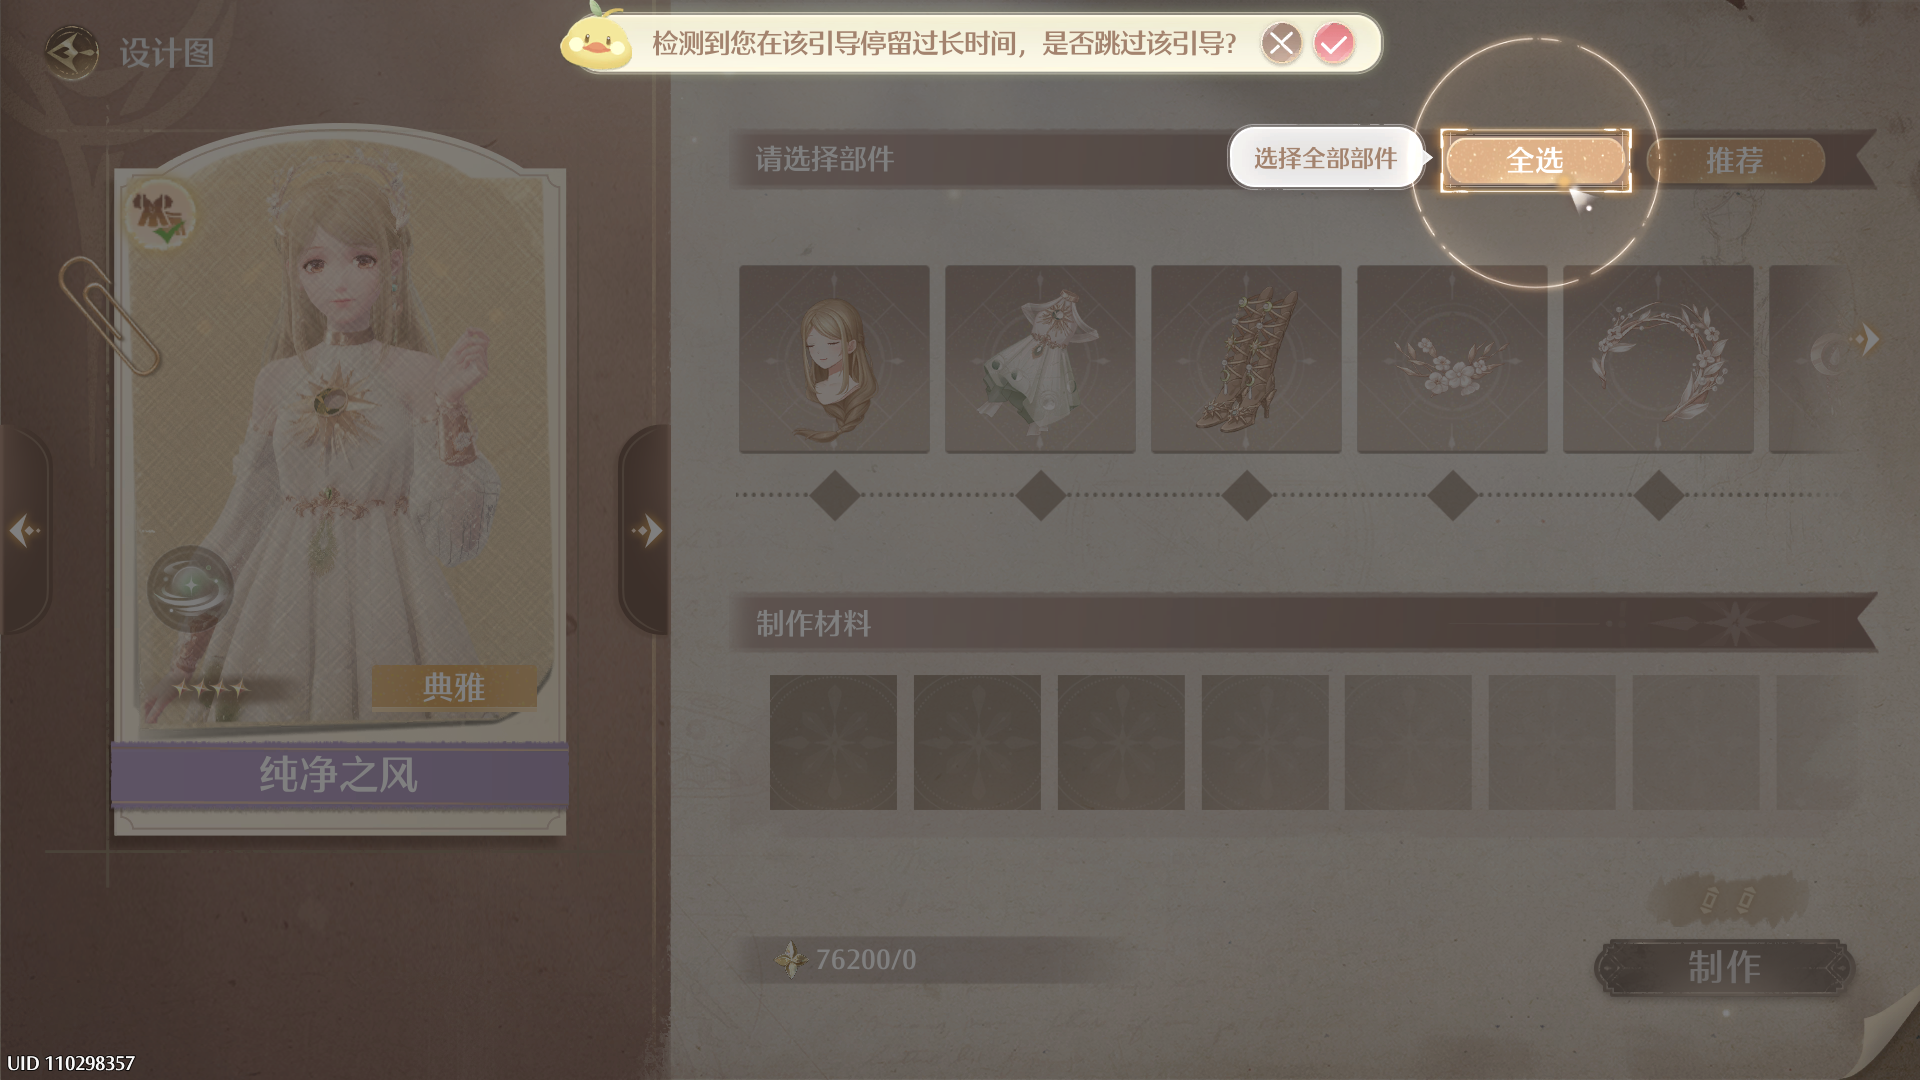 检测到您在该引导停留过长时间，是否跳过该引导?
设计图
请选择部件
选择全部部件
全选
推荐
典雅
纯净之风
制作材料
76200/0
制作
UID 110298357